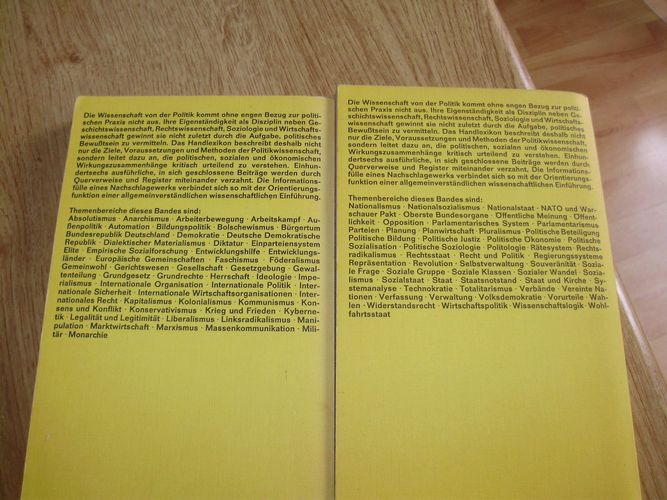 Die Wissenschaft von der Politik kommt ohne engen Bezug zur politi-
schen Praxis nicht aus. Ihre Eigenständigkeit als Disziplin neben Ge-
schichtswissenschaft, Rechtswissenschaft, Soziologie und Wirtschafts-
wissenschaft gewinnt sie nicht zuletzt durch die Aufgabe, politisches
Bewußtsein zu vermitteln. Das Handlexikon beschreibt deshalb nicht
nur die Ziele, Voraussetzungen und Methoden der Politikwissenschaft,
sondern leitet dazu an, die politischen, sozialen und ökonomischen
Wirkungszusammenhänge kritisch urteilend zu verstehen. Einhun-
dertsechs ausführliche, in sich geschlossene Beiträge werden durch
Querverweise und Register miteinander verzahnt. Die Informations-
fülle eines Nachschlagewerks verbindet sich so mit der Orientierungs-
funktion einer allgemeinverständlichen wissenschaftlichen Einführung.
Themenbereiche dieses Bandes sind:
Absolutismus · Anarchismus · Arbeiterbewegung · Arbeitskampf · Au-
ßenpolitik · Automation · Bildungspolitik · Bolschewismus · Bürgertum
Bundesrepublik Deutschland · Demokratie · Deutsche Demokratische
Republik · Dialektischer Materialismus · Diktatur · Einparteiensystem
Elite · Empirische Sozialforschung · Entwicklungshilfe · Entwicklungs-
länder · Europäische Gemeinschaften · Faschismus · Föderalismus
Gemeinwohl · Gerichtswesen · Gesellschaft · Gesetzgebung · Gewal-
tenteilung · Grundgesetz · Grundrechte · Herrschaft · Ideologie · Impe-
rialismus · Internationale Organisation · Internationale Politik · Inter-
nationale Sicherheit · Internationale Wirtschaftsorganisationen · Inter-
nationales Recht · Kapitalismus · Kolonialismus · Kommunismus · Kon-
sens und Konflikt · Konservativismus · Krieg und Frieden · Kyberne-
tik · Legalität und Legitimität · Liberalismus · Linksradikalismus · Mani-
pulation · Marktwirtschaft · Marxismus · Massenkommunikation · Mili-
tär · Monarchie
Die Wissenschaft von der Politik kommt ohne engen Bezug zur politi-
schen Praxis nicht aus. Ihre Eigenständigkeit als Disziplin neben Ge-
schichtswissenschaft, Rechtswissenschaft, Soziologie und Wirtschafts-
wissenschaft gewinnt sie nicht zuletzt durch die Aufgabe, politisches
Bewußtsein zu vermitteln. Das Handlexikon beschreibt deshalb nicht
nur die Ziele, Voraussetzungen und Methoden der Politikwissenschaft,
sondern leitet dazu an, die politischen, sozialen und ökonomischen
Wirkungszusammenhänge kritisch urteilend zu verstehen. Einhun-
dertsechs ausführliche, in sich geschlossene Beiträge werden durch
Querverweise und Register miteinander verzahnt. Die Informations-
fülle eines Nachschlagewerks verbindet sich so mit der Orientierungs-
funktion einer allgemeinverständlichen wissenschaftlichen Einführung.
Themenbereiche dieses Bandes sind:
Nationalismus · Nationalsozialismus · Nationalstaat · NATO und War-
schauer Pakt · Oberste Bundesorgane · Öffentliche Meinung · Öffent-
lichkeit · Opposition · Parlamentarisches System · Parlamentarismus
Parteien · Planung · Planwirtschaft · Pluralismus · Politische Beteiligung
Politische Bildung · Politische Justiz · Politische Ökonomie · Politische
Sozialisation · Politische Soziologie · Politologie · Rätesystem · Rechts-
radikalismus · Rechtsstaat · Recht und Politik · Regierungssysteme
Repräsentation · Revolution · Selbstverwaltung · Souveränität · Sozia-
le Frage · Soziale Gruppe · Soziale Klassen · Sozialer Wandel · Sozia-
lismus · Sozialstaat · Staat · Staatsnotstand · Staat und Kirche · Sy-
stemanalyse · Technokratie · Totalitarismus · Verbände · Vereinte Na-
tionen · Verfassung · Verwaltung · Volksdemokratie · Vorurteile · Wah-
len · Widerstandsrecht · Wirtschaftspolitik · Wissenschaftslogik · Wohl-
fahrtsstaat